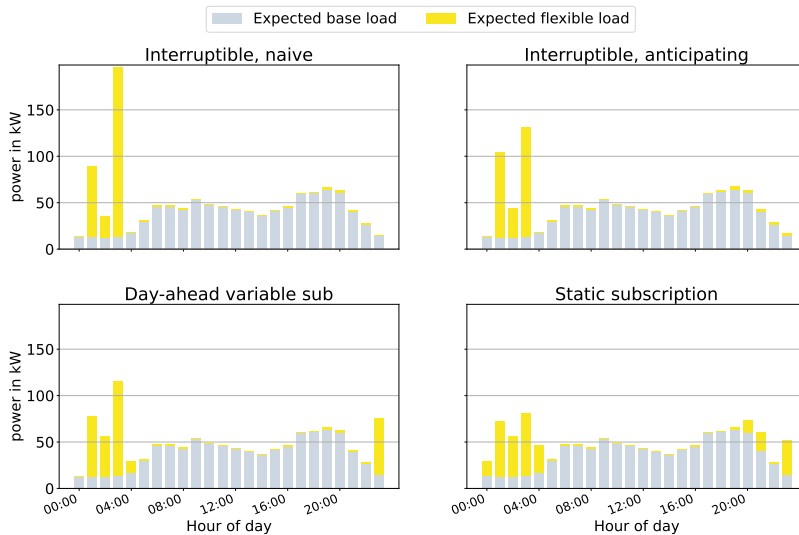 Expected base load Expected flexible load
Interruptible, naive
Interruptible, anticipating
power in kW
150
100
50
0
Day-ahead variable sub
Static subscription
power in kW
150
100
50
0
00:00 04:00 08:00 12:00 16:00 20:00
00:00 04:00 08:00 12:00 16:00 20:00
Hour of day
Hour of day